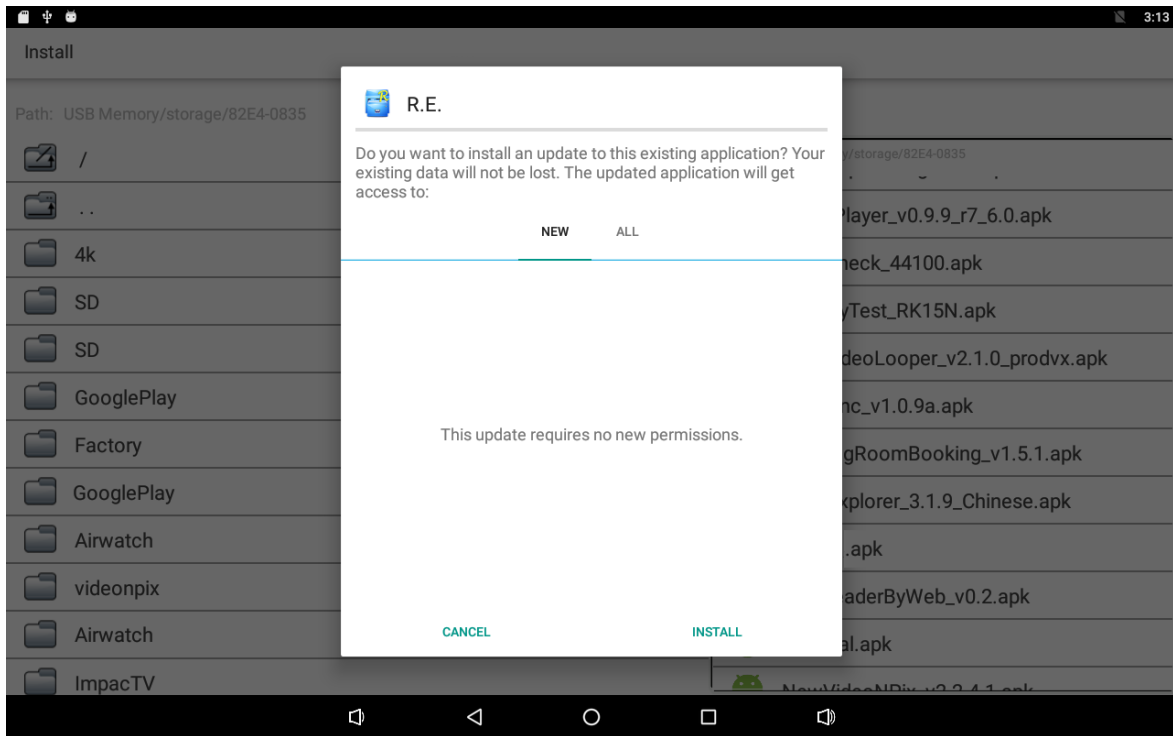 3:13
Install
Path: USB Memory/storage/82E4-0835
/
..
4k
SD
SD
GooglePlay
Factory
GooglePlay
Airwatch
videonpix
Airwatch
ImpacTV
R.E.
Do you want to install an update to this existing application? Your
existing data will not be lost. The updated application will get
access to:
NEW ALL
This update requires no new permissions.
CANCEL INSTALL
y/storage/82E4-0835
Player_v0.9.9_r7_6.0.apk
heck_44100.apk
yTest_RK15N.apk
deoLooper_v2.1.0_prodvx.apk
nc_v1.0.9a.apk
gRoomBooking_v1.5.1.apk
xplorer_3.1.9_Chinese.apk
.apk
aderByWeb_v0.2.apk
al.apk